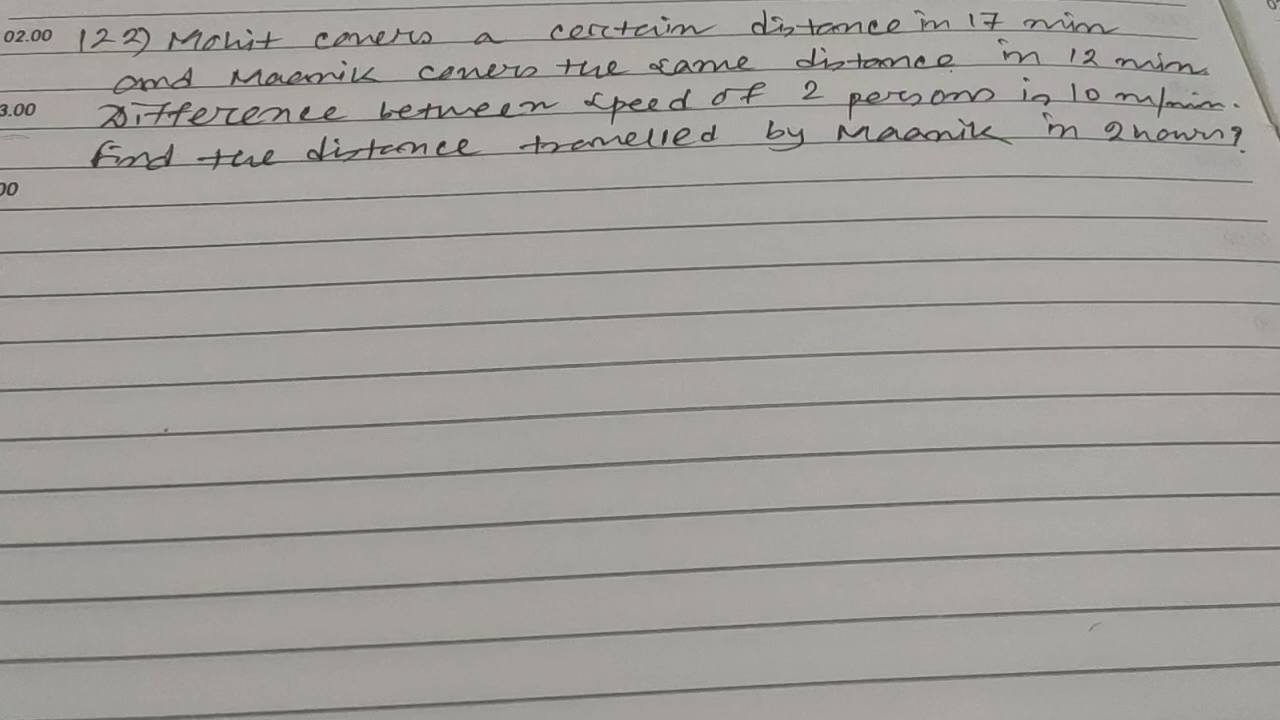 02.00 122) Mohit covers a certain distance in 17 min
and Maanik covers the same distance in 12 min.
3.00 Difference between speed of 2 persons is 10 m/min.
find the distance travelled by Maanik in 2 hours?
00